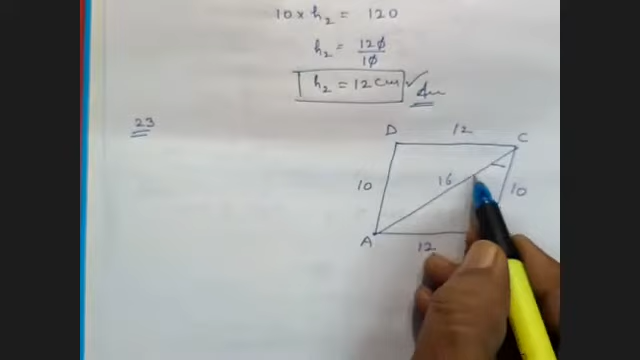 10 × h₂ = 120
h₂ = 120/10
h₂ = 12 cm ✓ Ans
23
D 12 C
10 16 10
A 12